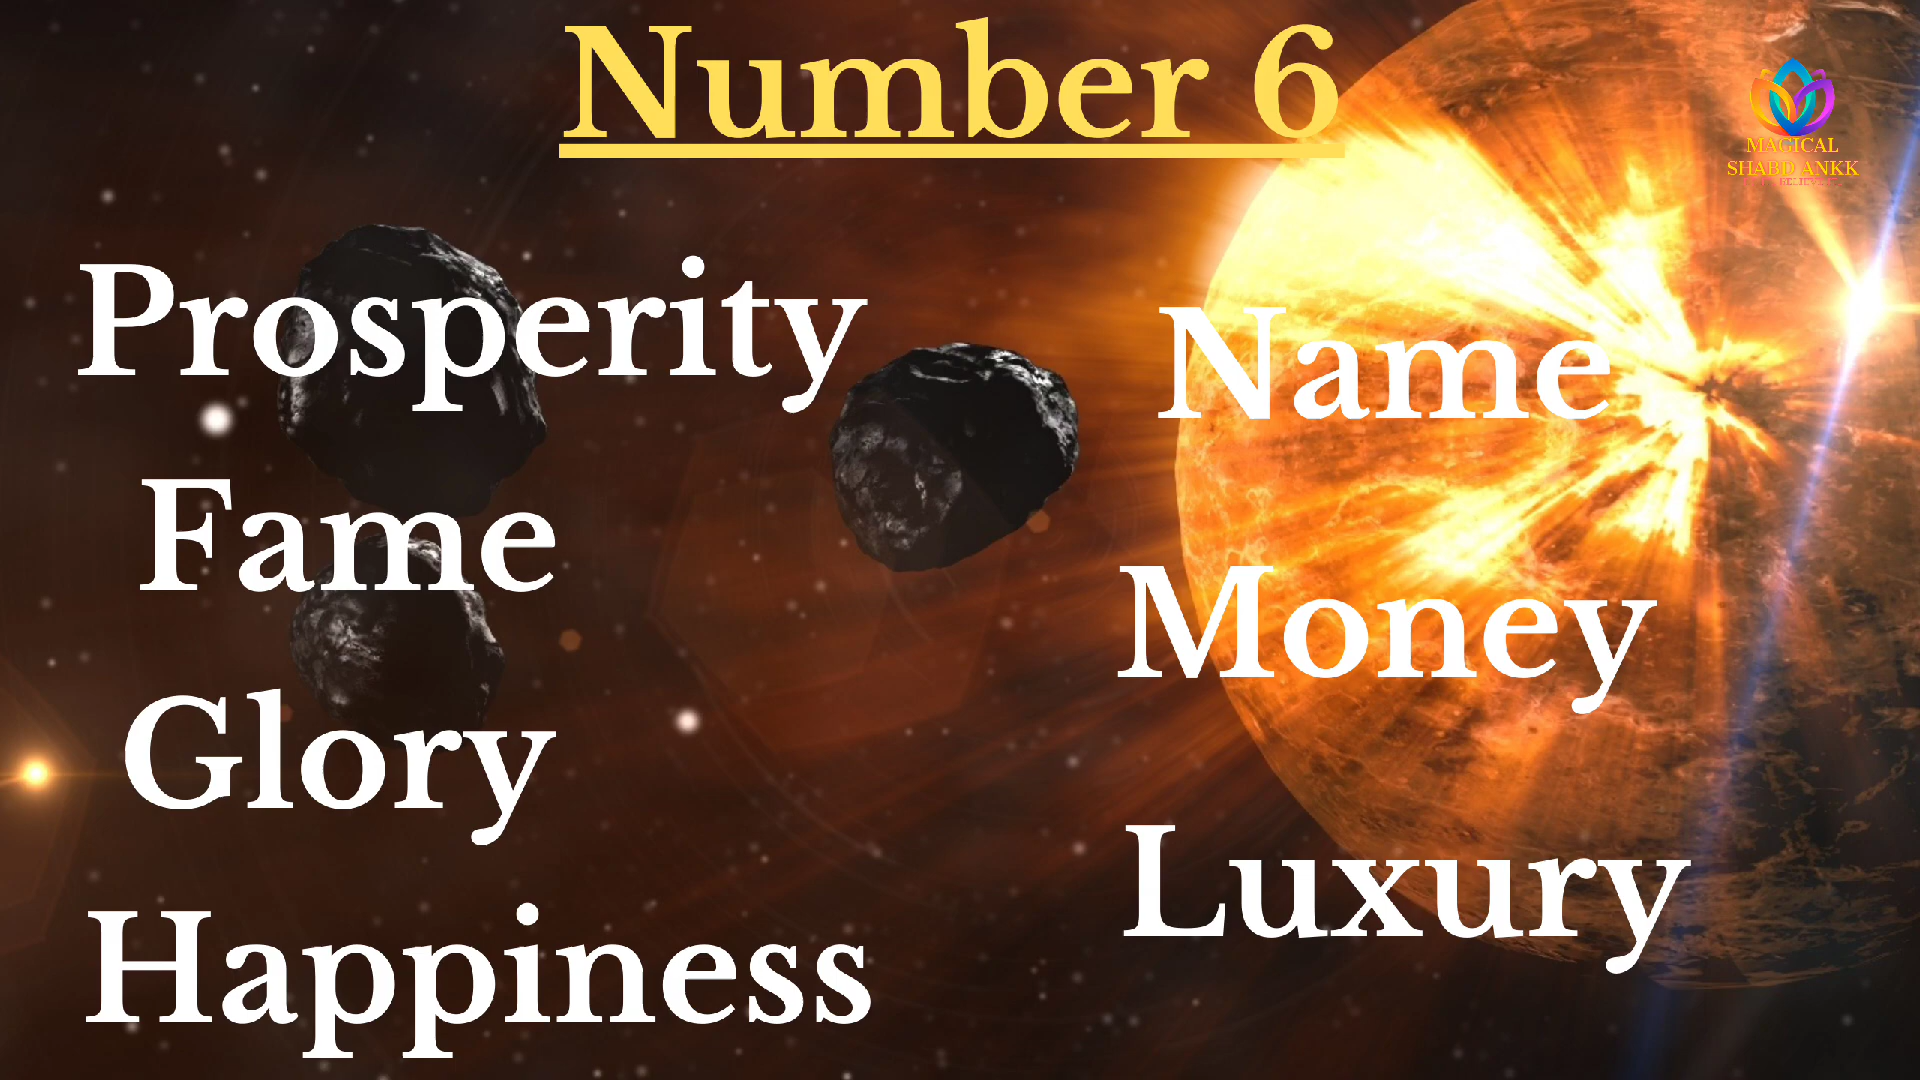 Number 6
MAGICAL
SHABD ANKK
Prosperity
Fame
Glory
Happiness
Name
Money
Luxury